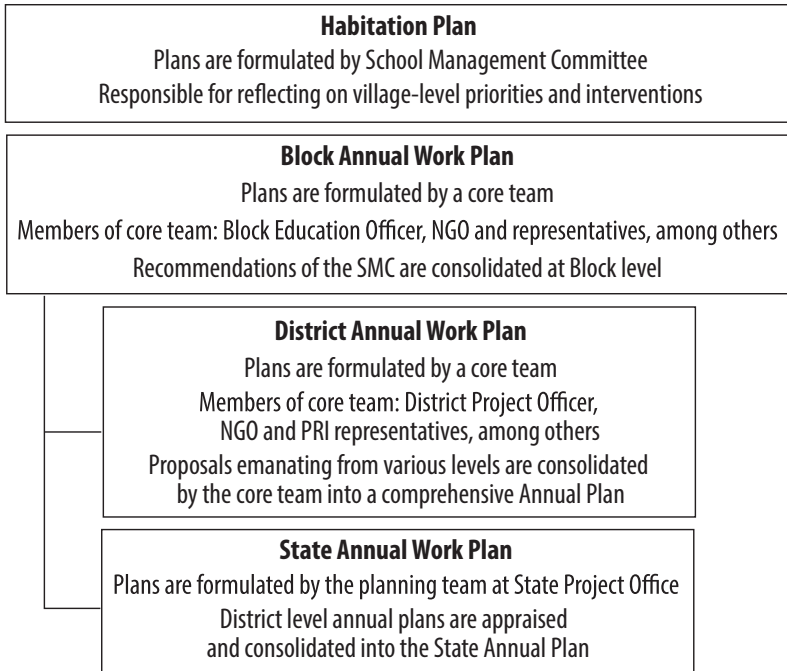 Habitation Plan
Plans are formulated by School Management Committee
Responsible for reflecting on village-level priorities and interventions
Block Annual Work Plan
Plans are formulated by a core team
Members of core team: Block Education Officer, NGO and representatives, among others
Recommendations of the SMC are consolidated at Block level
District Annual Work Plan
Plans are formulated by a core team
Members of core team: District Project Officer,
NGO and PRI representatives, among others
Proposals emanating from various levels are consolidated
by the core team into a comprehensive Annual Plan
State Annual Work Plan
Plans are formulated by the planning team at State Project Office
District level annual plans are appraised
and consolidated into the State Annual Plan